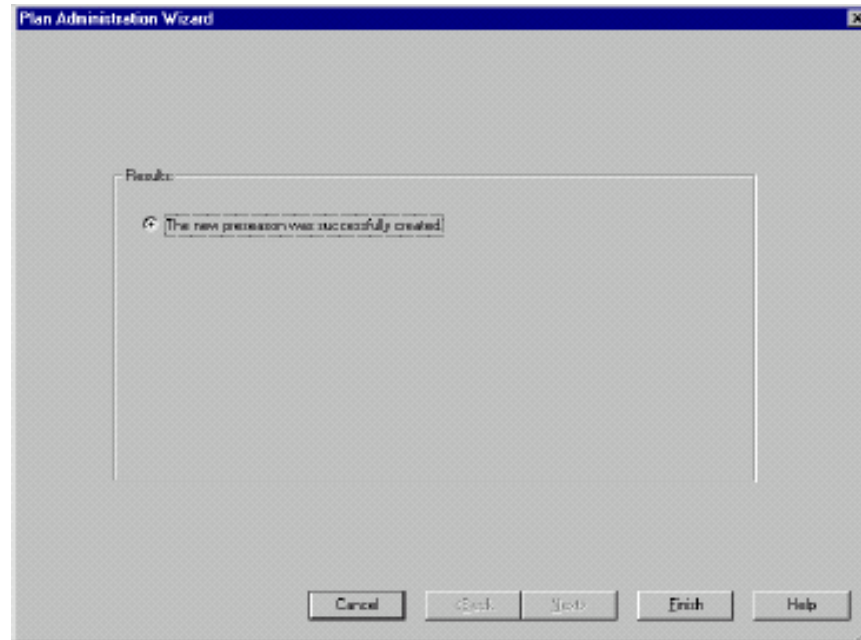 Plan Administration Wizard
Results:
The new preseason was successfully created.
Cancel
<Back
Next>
Finish
Help